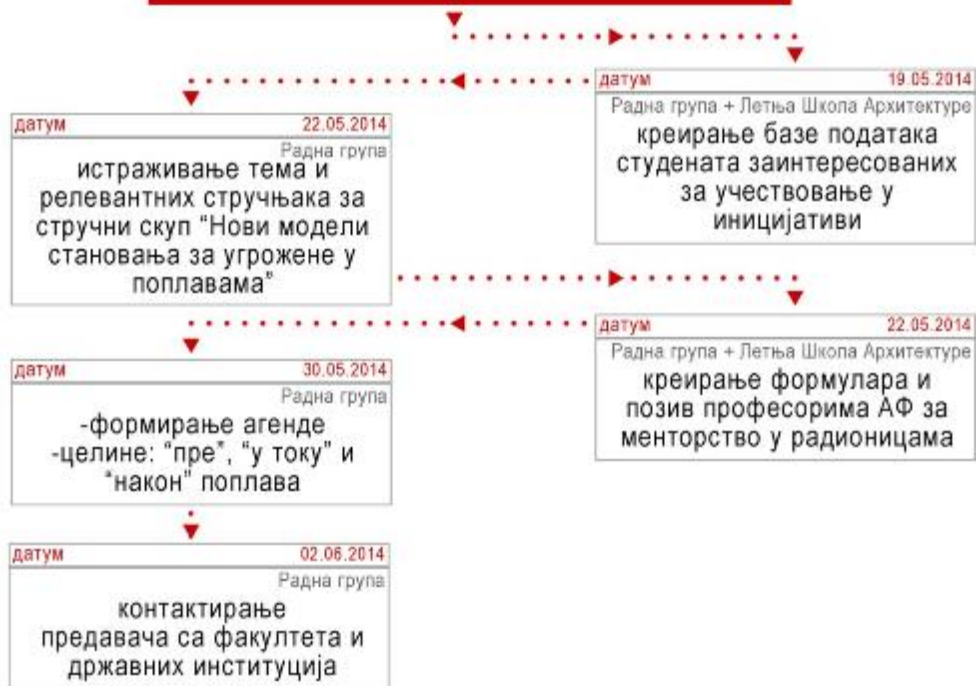 датум 19.05.2014
Радна група + Летња Школа Архитектуре
креирање базе података
студената заинтересованих
за учествовање у
иницијативи
датум 22.05.2014
Радна група
истраживање тема и
релевантних стручњака за
стручни скуп “Нови модели
становања за угрожене у
поплавама”
датум 22.05.2014
Радна група + Летња Школа Архитектуре
креирање формулара и
позив професорима АФ за
менторство у радионицама
датум 30.05.2014
Радна група
-формирање агенде
-целине: “пре”, “у току” и
“након” поплава
датум 02.06.2014
Радна група
контактирање
предавача са факултета и
државних институција